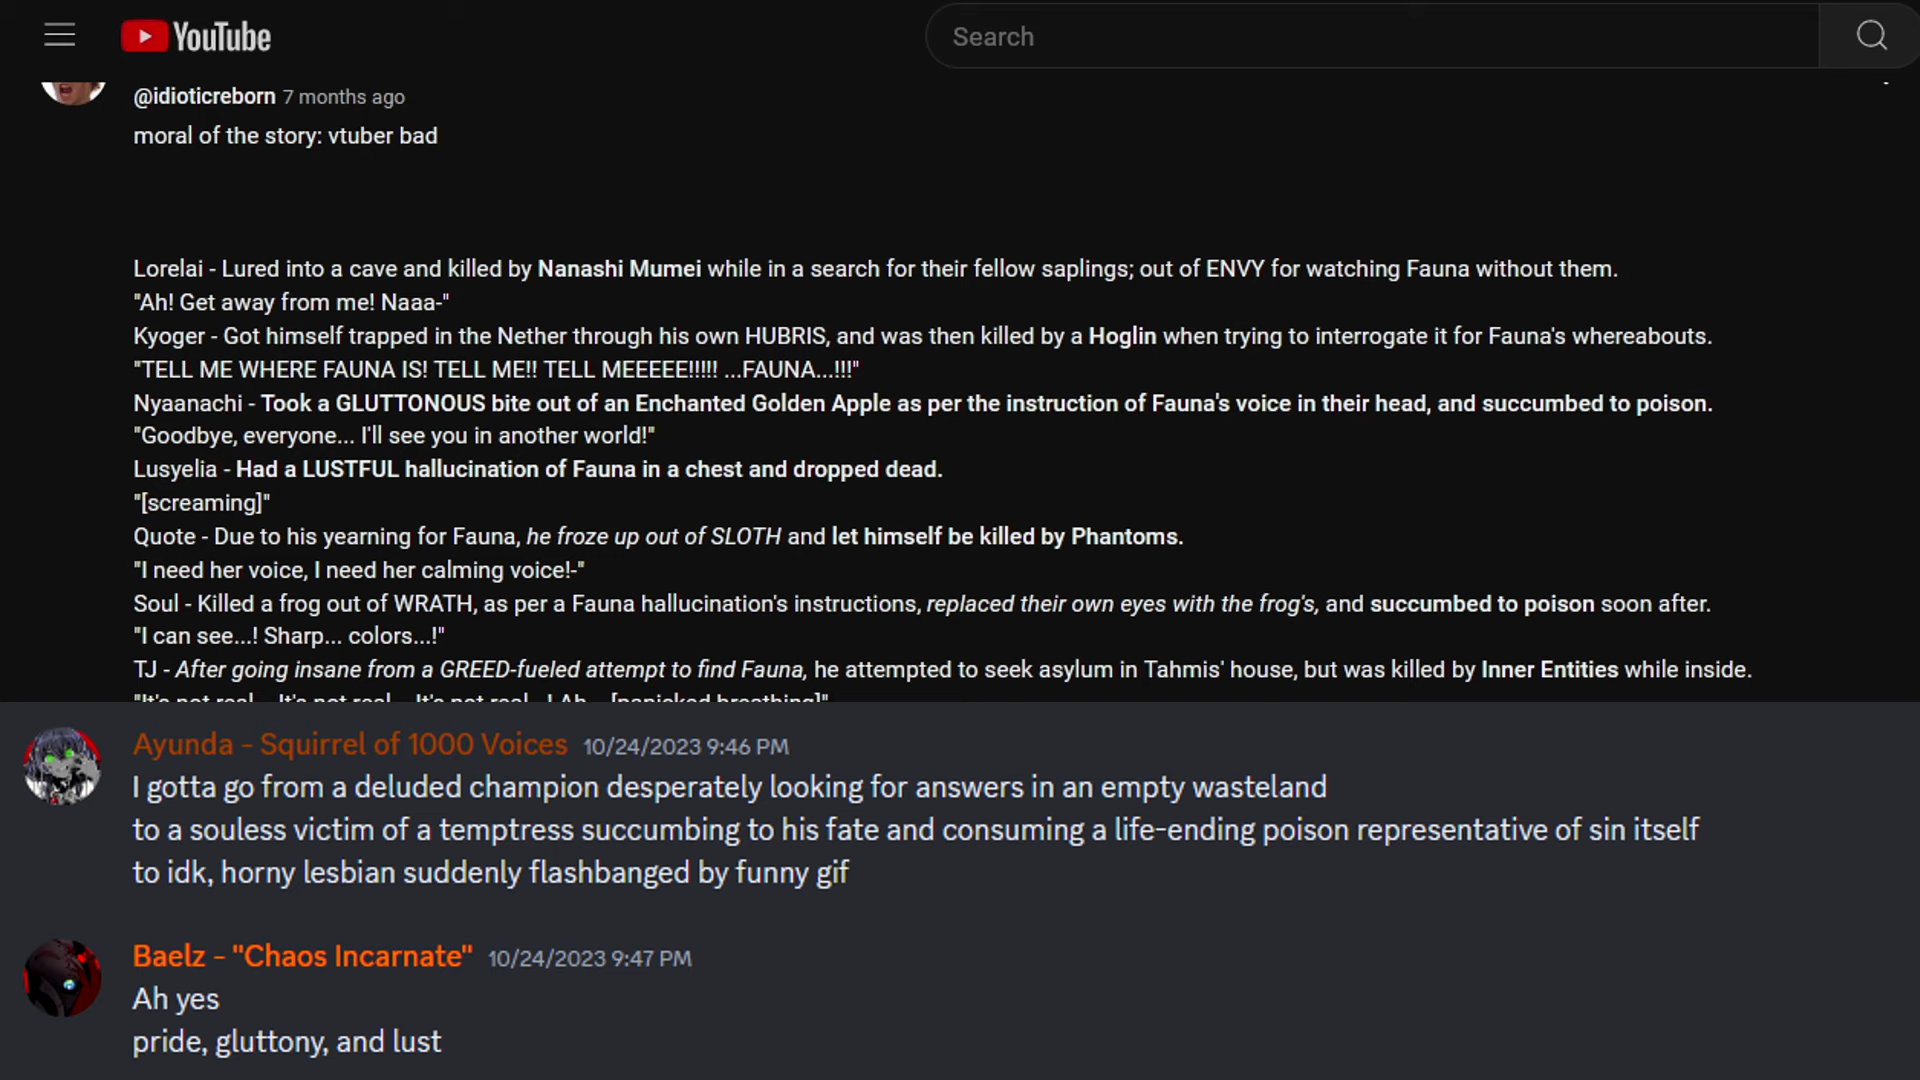 YouTube
Search
@idioticreborn 7 months ago
moral of the story: vtuber bad
Lorelai - Lured into a cave and killed by Nanashi Mumei while in a search for their fellow saplings; out of ENVY for watching Fauna without them.
"Ah! Get away from me! Naaa-"
Kyoger - Got himself trapped in the Nether through his own HUBRIS, and was then killed by a Hoglin when trying to interrogate it for Fauna's whereabouts.
"TELL ME WHERE FAUNA IS! TELL ME!! TELL MEEEEE!!!!! ...FAUNA...!!!"
Nyaanachi - Took a GLUTTONOUS bite out of an Enchanted Golden Apple as per the instruction of Fauna's voice in their head, and succumbed to poison.
"Goodbye, everyone... I'll see you in another world!"
Lusyelia - Had a LUSTFUL hallucination of Fauna in a chest and dropped dead.
"[screaming]"
Quote - Due to his yearning for Fauna, he froze up out of SLOTH and let himself be killed by Phantoms.
"I need her voice, I need her calming voice!-"
Soul - Killed a frog out of WRATH, as per a Fauna hallucination's instructions, replaced their own eyes with the frog's, and succumbed to poison soon after.
"I can see...! Sharp... colors...!"
TJ - After going insane from a GREED-fueled attempt to find Fauna, he attempted to seek asylum in Tahmis' house, but was killed by Inner Entities while inside.
"It's not real... It's not real... It's not real...! Ah... [panicked breathing]"
Ayunda - Squirrel of 1000 Voices 10/24/2023 9:46 PM
I gotta go from a deluded champion desperately looking for answers in an empty wasteland
to a souless victim of a temptress succumbing to his fate and consuming a life-ending poison representative of sin itself
to idk, horny lesbian suddenly flashbanged by funny gif
Baelz - "Chaos Incarnate" 10/24/2023 9:47 PM
Ah yes
pride, gluttony, and lust